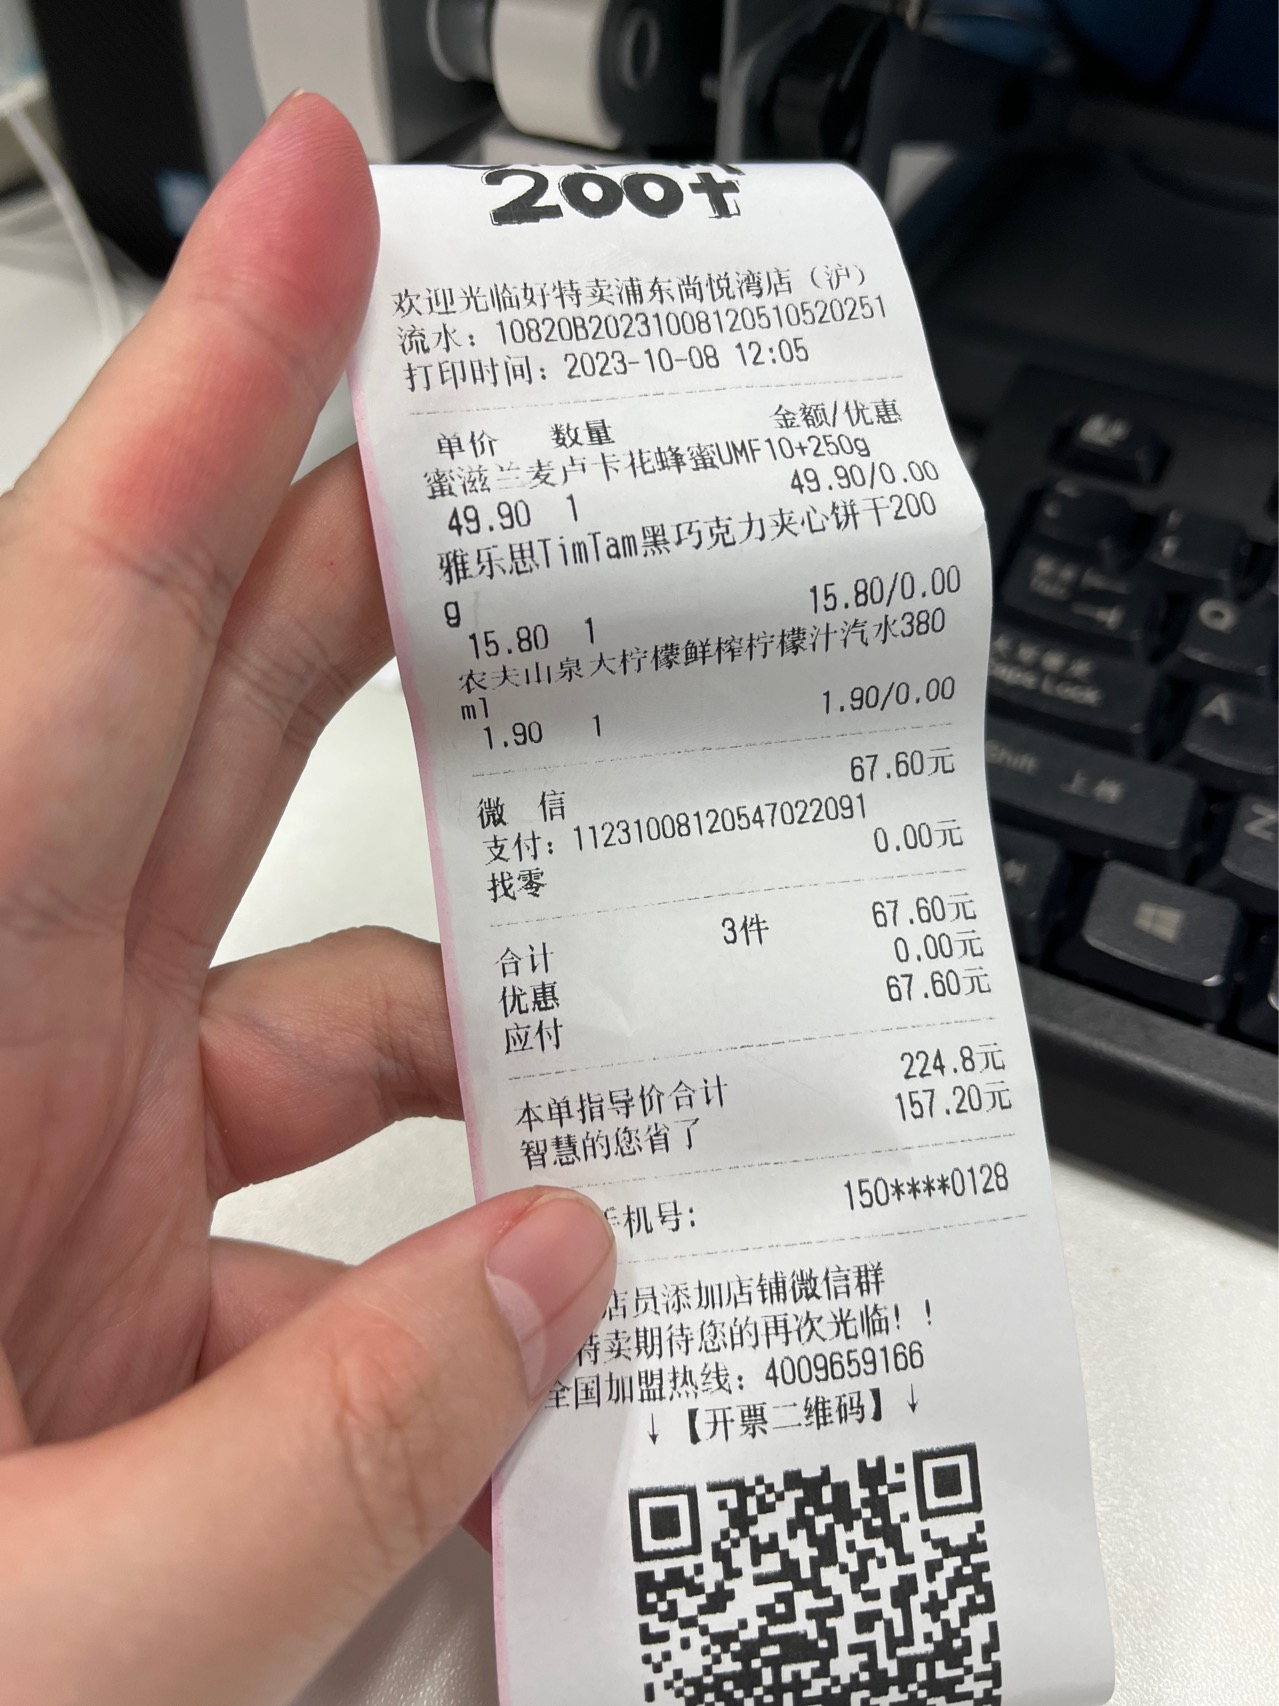 200+
欢迎光临好特卖浦东尚悦湾店（沪）
流水：10820B20231008120510520251
打印时间：2023-10-08 12:05
单价 数量 金额/优惠
蜜滋兰麦卢卡花蜂蜜UMF10+250g
49.90 1 49.90/0.00
雅乐思TimTam黑巧克力夹心饼干200
g
15.80 1 15.80/0.00
农夫山泉大柠檬鲜榨柠檬汁汽水380
ml
1.90 1 1.90/0.00
微 信 67.60元
支付：11231008120547022091
找零 0.00元
合计 3件 67.60元
优惠 0.00元
应付 67.60元
本单指导价合计 224.8元
智慧的您省了 157.20元
手机号: 150****0128
店员添加店铺微信群
特卖期待您的再次光临！！
全国加盟热线：4009659166
↓【开票二维码】↓
Q
Caps Lock
A
Shift 上档
Z